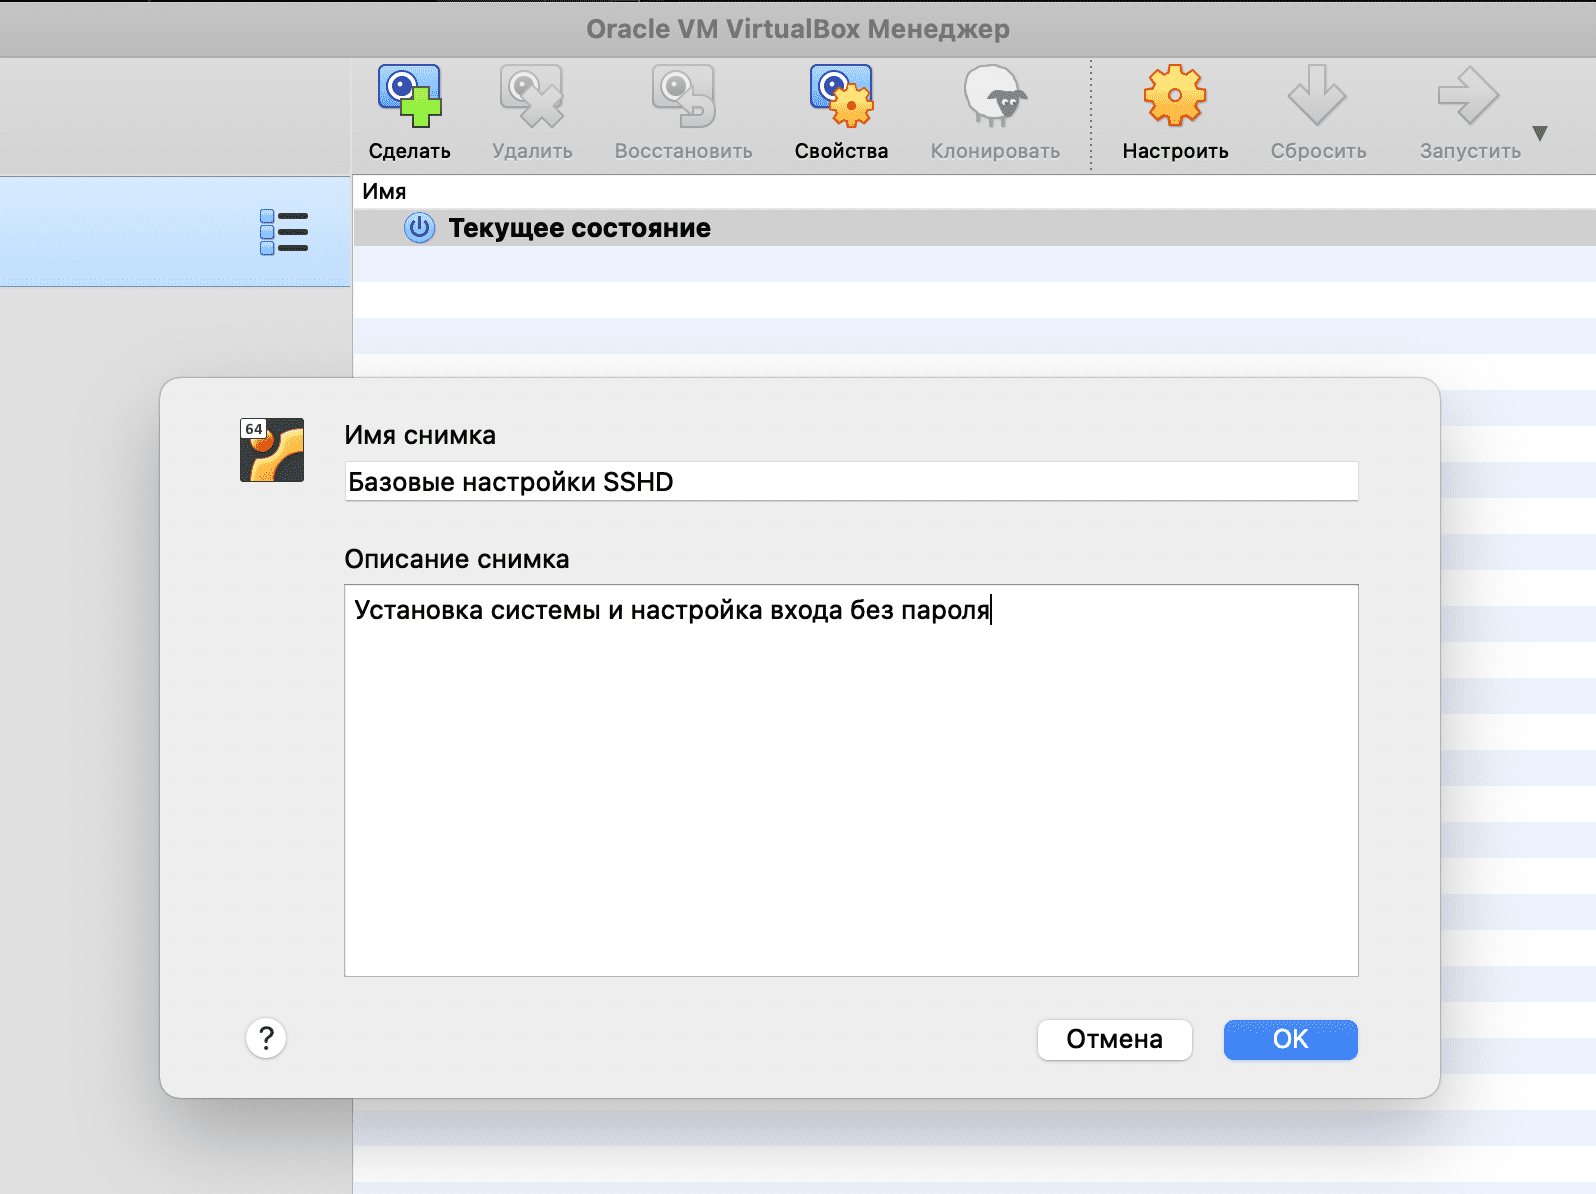 Oracle VM VirtualBox Менеджер
Сделать Удалить Восстановить Свойства Клонировать Настроить Сбросить Запустить
Имя
Текущее состояние
64
Имя снимка
Базовые настройки SSHD
Описание снимка
Установка системы и настройка входа без пароля
? Отмена OK